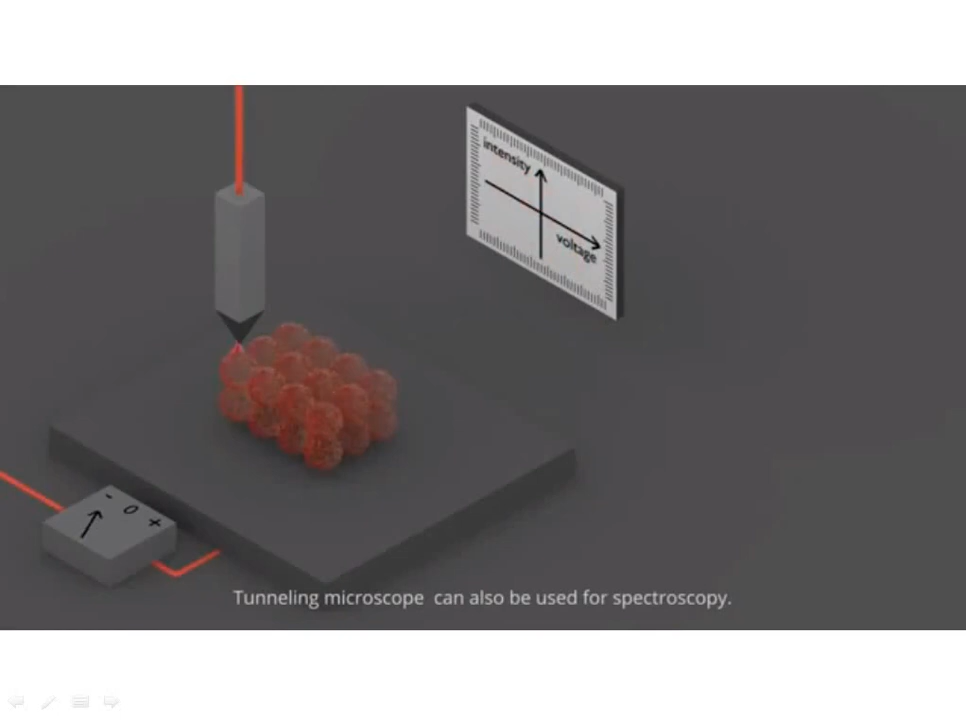 intensity
voltage
- 0 +
Tunneling microscope can also be used for spectroscopy.